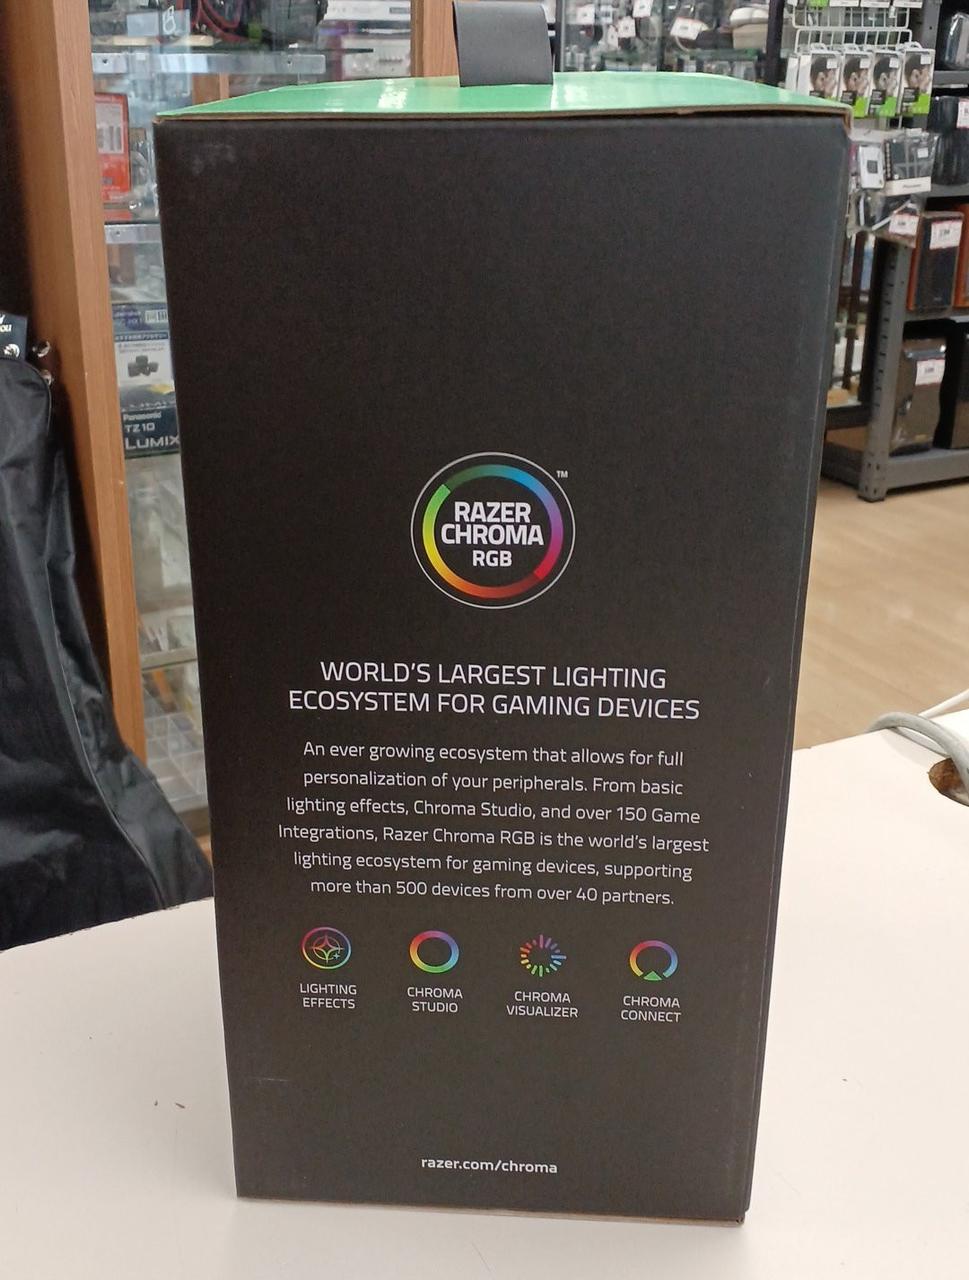 Panasonic
TZ10
LUMIX
RAZER
CHROMA
RGB
TM
WORLD'S LARGEST LIGHTING
ECOSYSTEM FOR GAMING DEVICES
An ever growing ecosystem that allows for full
personalization of your peripherals. From basic
lighting effects, Chroma Studio, and over 150 Game
Integrations, Razer Chroma RGB is the world's largest
lighting ecosystem for gaming devices, supporting
more than 500 devices from over 40 partners.
LIGHTING
EFFECTS
CHROMA
STUDIO
CHROMA
VISUALIZER
CHROMA
CONNECT
razer.com/chroma